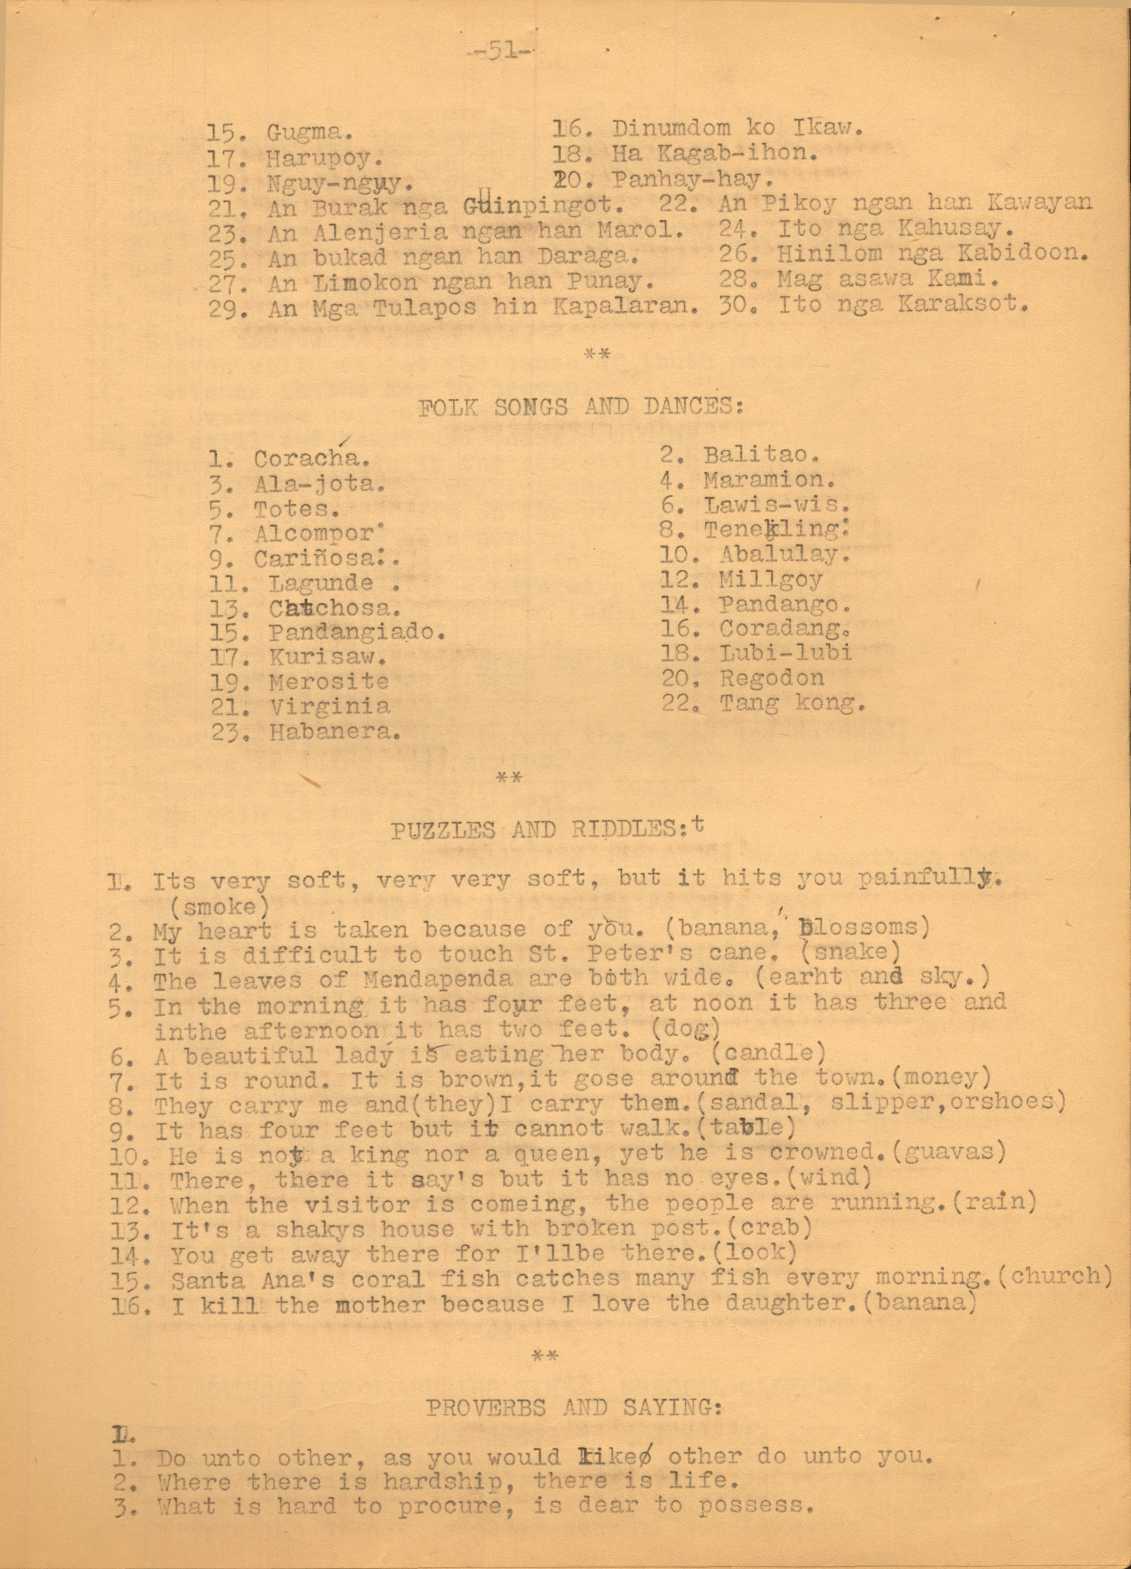 -51-
15. Gugma. 16. Dinumdom ko Ikaw.
17. Harupoy. 18. Ha Kagab-ihon.
19. Nguy-nguy. 20. Panhay-hay.
21. An Burak nga Guinpingot. 22. An Pikoy ngan han Kawayan
23. An Alenjeria ngan han Marol. 24. Ito nga Kahusay.
25. An bukad ngan han Daraga. 26. Hinilom nga Kabidoon.
27. An Limokon ngan han Punay. 28. Mag asawa Kami.
29. An Mga Tulapos hin Kapalaran. 30. Ito nga Karaksot.
**
FOLK SONGS AND DANCES:
1. Coracha. 2. Balitao.
3. Ala-jota. 4. Maramion.
5. Totes. 6. Lawis-wis.
7. Alcompor 8. Tenekling:
9. Cariñosa:. 10. Abalulay.
11. Lagunde . 12. Millgoy
13. Chatchosa. 14. Pandango.
15. Pandangiado. 16. Coradang.
17. Kurisaw. 18. Lubi-lubi
19. Merosite 20. Regodon
21. Virginia 22. Tang kong.
23. Habanera.
**
PUZZLES AND RIDDLES:t
1. Its very soft, very very soft, but it hits you painfully.
(smoke)
2. My heart is taken because of you. (banana, blossoms)
3. It is difficult to touch St. Peter's cane. (snake)
4. The leaves of Mendapenda are both wide. (earht and sky.)
5. In the morning it has four feet, at noon it has three and
inthe afternoon it has two feet. (dog)
6. A beautiful lady is eating her body. (candle)
7. It is round. It is brown,it gose around the town.(money)
8. They carry me and(they)I carry them.(sandal, slipper,orshoes)
9. It has four feet but it cannot walk.(table)
10. He is not a king nor a queen, yet he is crowned.(guavas)
11. There, there it say's but it has no eyes.(wind)
12. When the visitor is comeing, the people are running.(rain)
13. It's a shakys house with broken post.(crab)
14. You get away there for I'llbe there.(look)
15. Santa Ana's coral fish catches many fish every morning.(church)
16. I kill the mother because I love the daughter.(banana)
**
PROVERBS AND SAYING:
1.
1. Do unto other, as you would like other do unto you.
2. Where there is hardship, there is life.
3. What is hard to procure, is dear to possess.